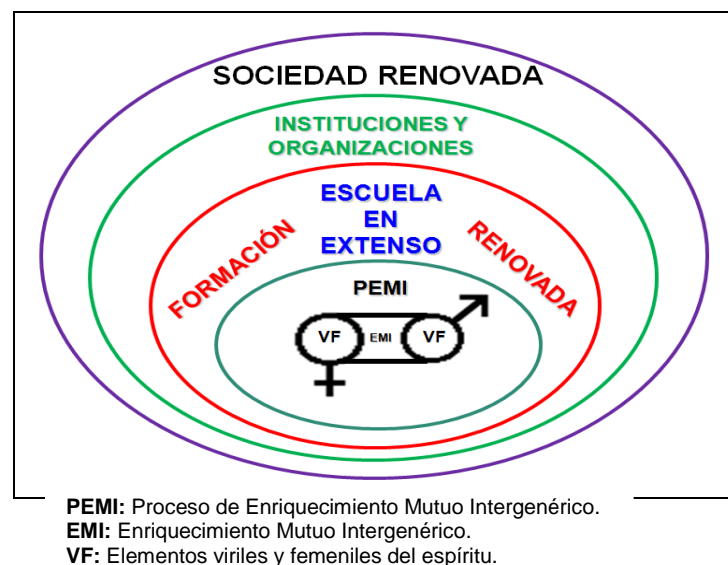 SOCIEDAD RENOVADA
INSTITUCIONES Y
ORGANIZACIONES
ESCUELA
EN
EXTENSO
FORMACIÓN
RENOVADA
PEMI
VF EMI VF
PEMI: Proceso de Enriquecimiento Mutuo Intergenérico.
EMI: Enriquecimiento Mutuo Intergenérico.
VF: Elementos viriles y femeniles del espíritu.